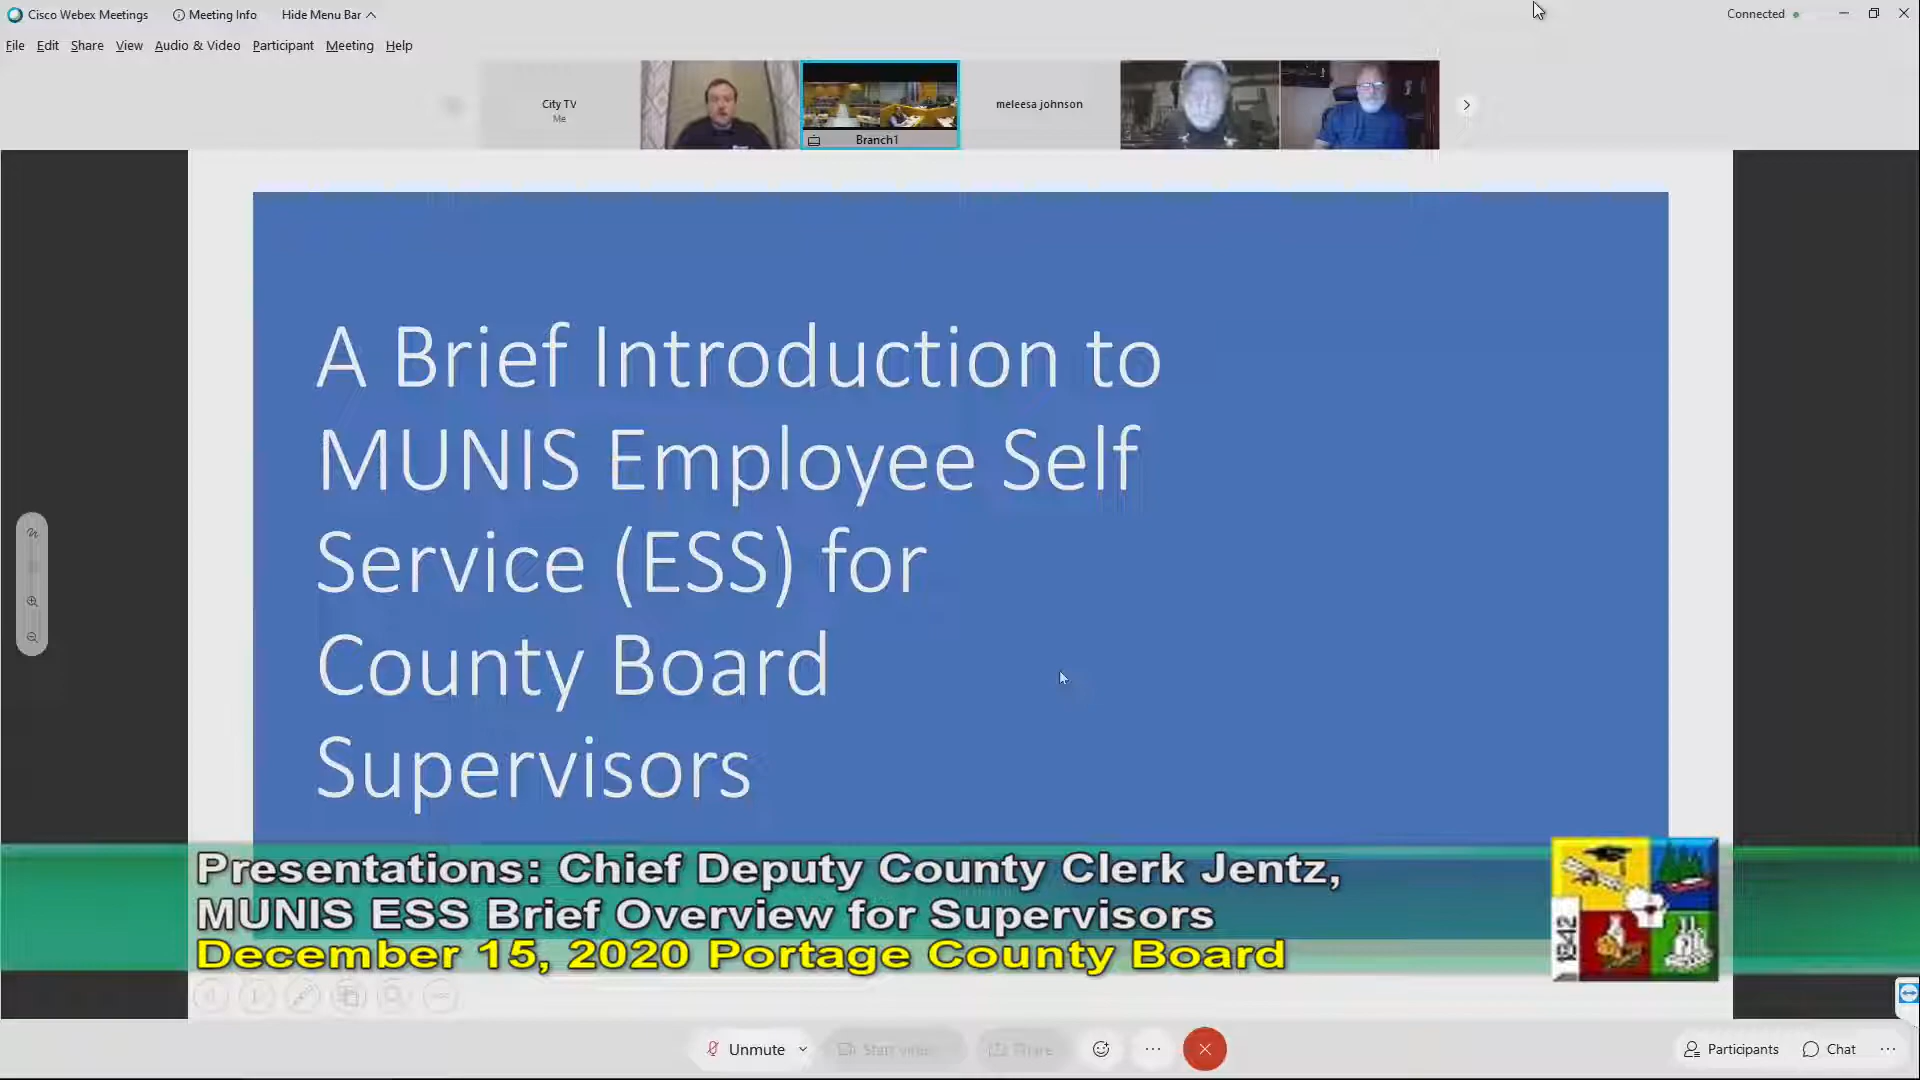 Cisco Webex Meetings Meeting Info Hide Menu Bar Connected
File Edit Share View Audio & Video Participant Meeting Help
City TV
Me
Branch1
meleesa johnson
A Brief Introduction to
MUNIS Employee Self
Service (ESS) for
County Board
Supervisors
Presentations: Chief Deputy County Clerk Jentz,
MUNIS ESS Brief Overview for Supervisors
December 15, 2020 Portage County Board
1842
Unmute Start video Share Participants Chat